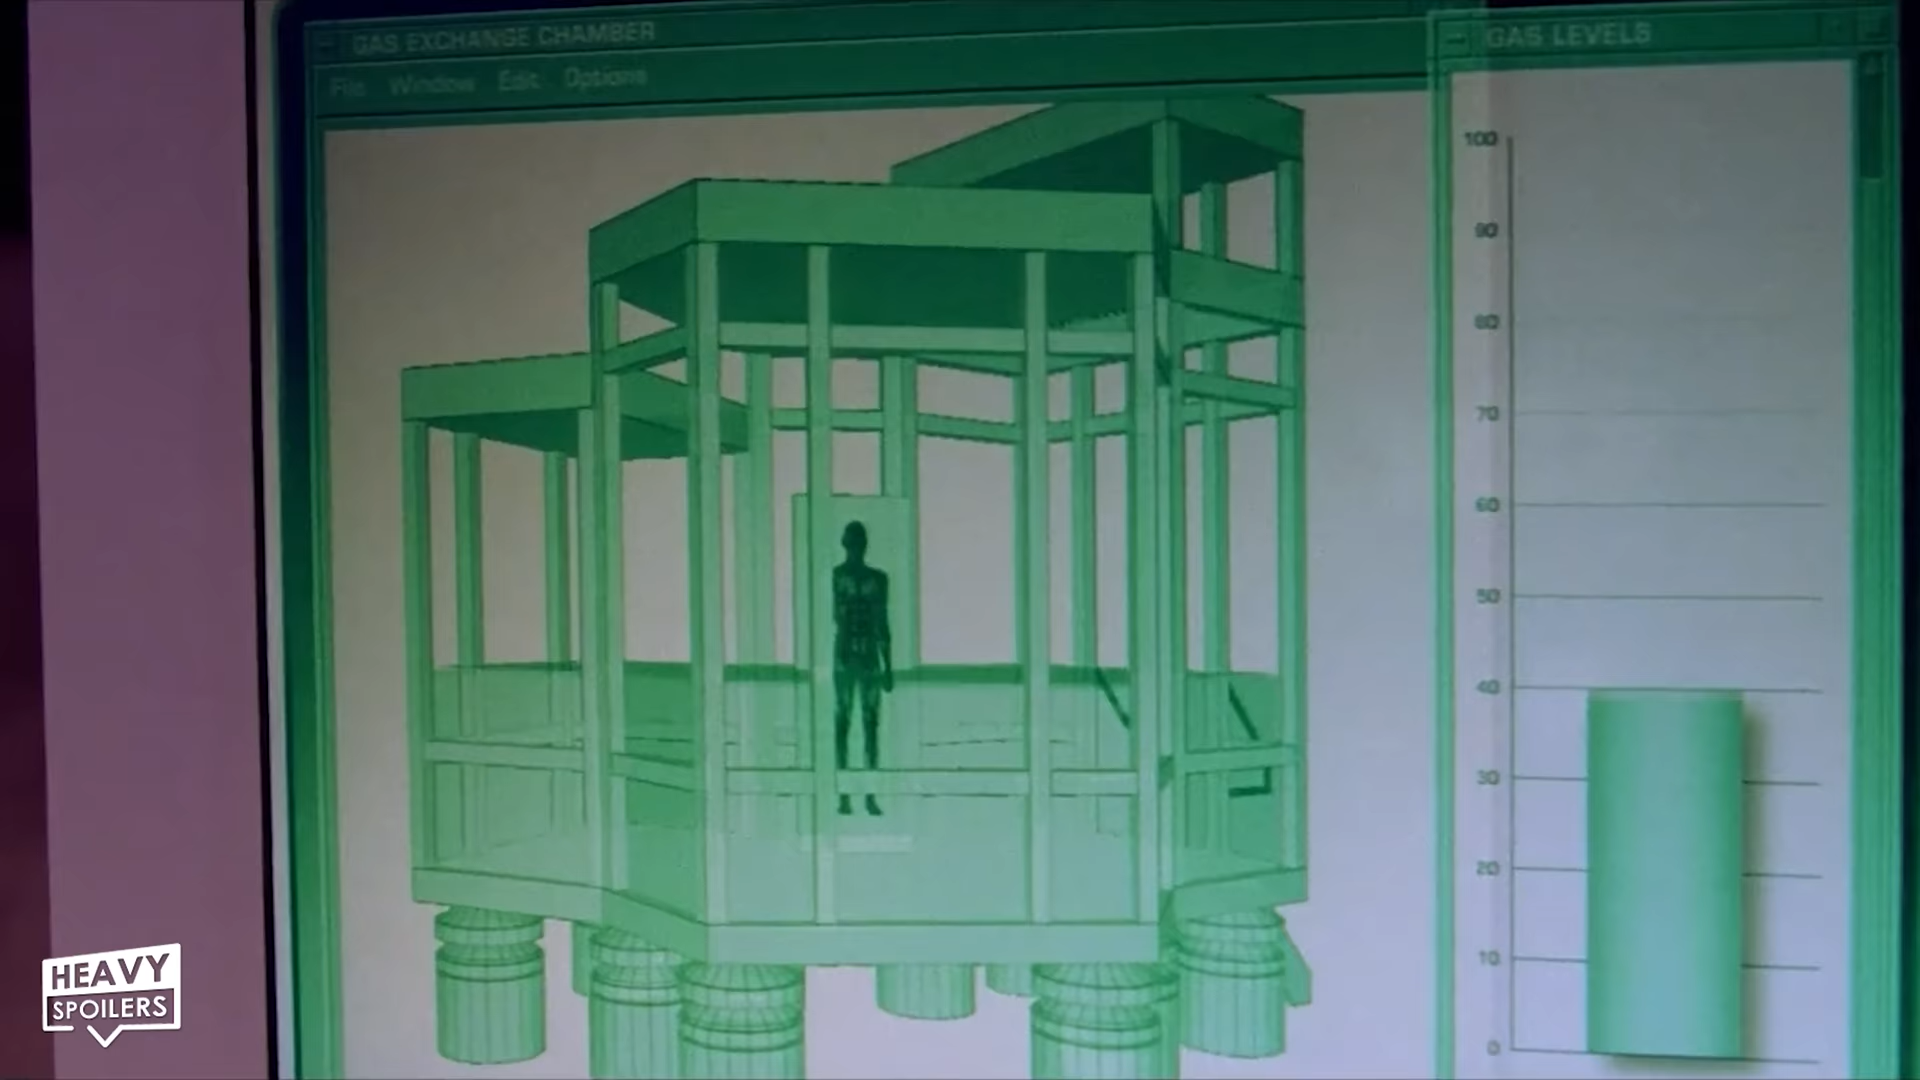 GAS EXCHANGE CHAMBER
File Window Edit Options
GAS LEVELS
100
90
80
70
60
50
40
30
20
10
0
HEAVY
SPOILERS